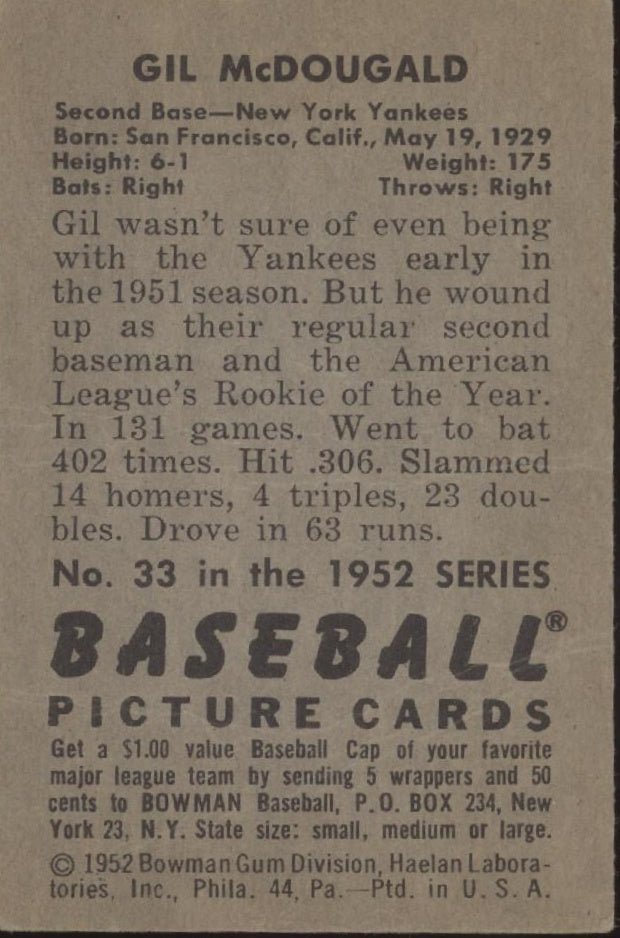 GIL McDOUGALD
Second Base—New York Yankees
Born: San Francisco, Calif., May 19, 1929
Height: 6-1 Weight: 175
Bats: Right Throws: Right
Gil wasn't sure of even being
with the Yankees early in
the 1951 season. But he wound
up as their regular second
baseman and the American
League's Rookie of the Year.
In 131 games. Went to bat
402 times. Hit .306. Slammed
14 homers, 4 triples, 23 dou-
bles. Drove in 63 runs.
No. 33 in the 1952 SERIES
BASEBALL®
PICTURE CARDS
Get a $1.00 value Baseball Cap of your favorite
major league team by sending 5 wrappers and 50
cents to BOWMAN Baseball, P.O. BOX 234, New
York 23, N.Y. State size: small, medium or large.
© 1952 Bowman Gum Division, Haelan Labora-
tories, Inc., Phila. 44, Pa.—Ptd. in U. S. A.